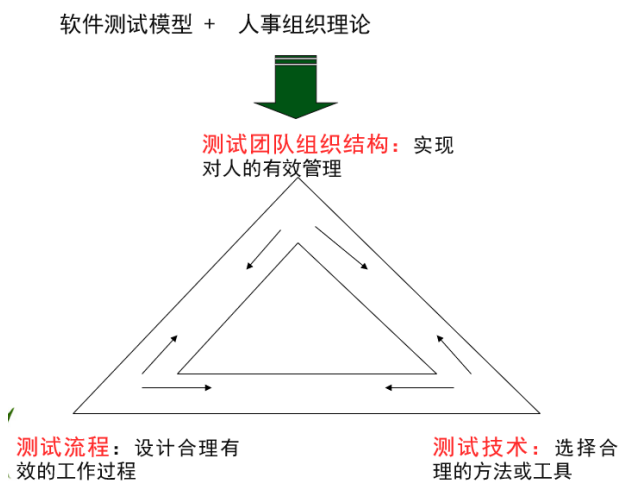 软件测试模型 + 人事组织理论
测试团队组织结构：实现
对人的有效管理
测试流程：设计合理有
效的工作过程
测试技术：选择合
理的方法或工具